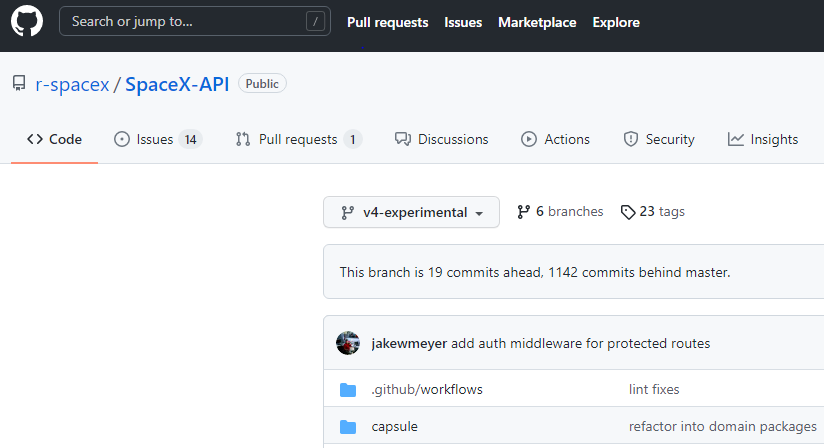 Search or jump to... /
Pull requests Issues Marketplace Explore
r-spacex / SpaceX-API Public
Code Issues 14 Pull requests 1 Discussions Actions Security Insights
v4-experimental 6 branches 23 tags
This branch is 19 commits ahead, 1142 commits behind master.
jakewmeyer add auth middleware for protected routes
.github/workflows lint fixes
capsule refactor into domain packages